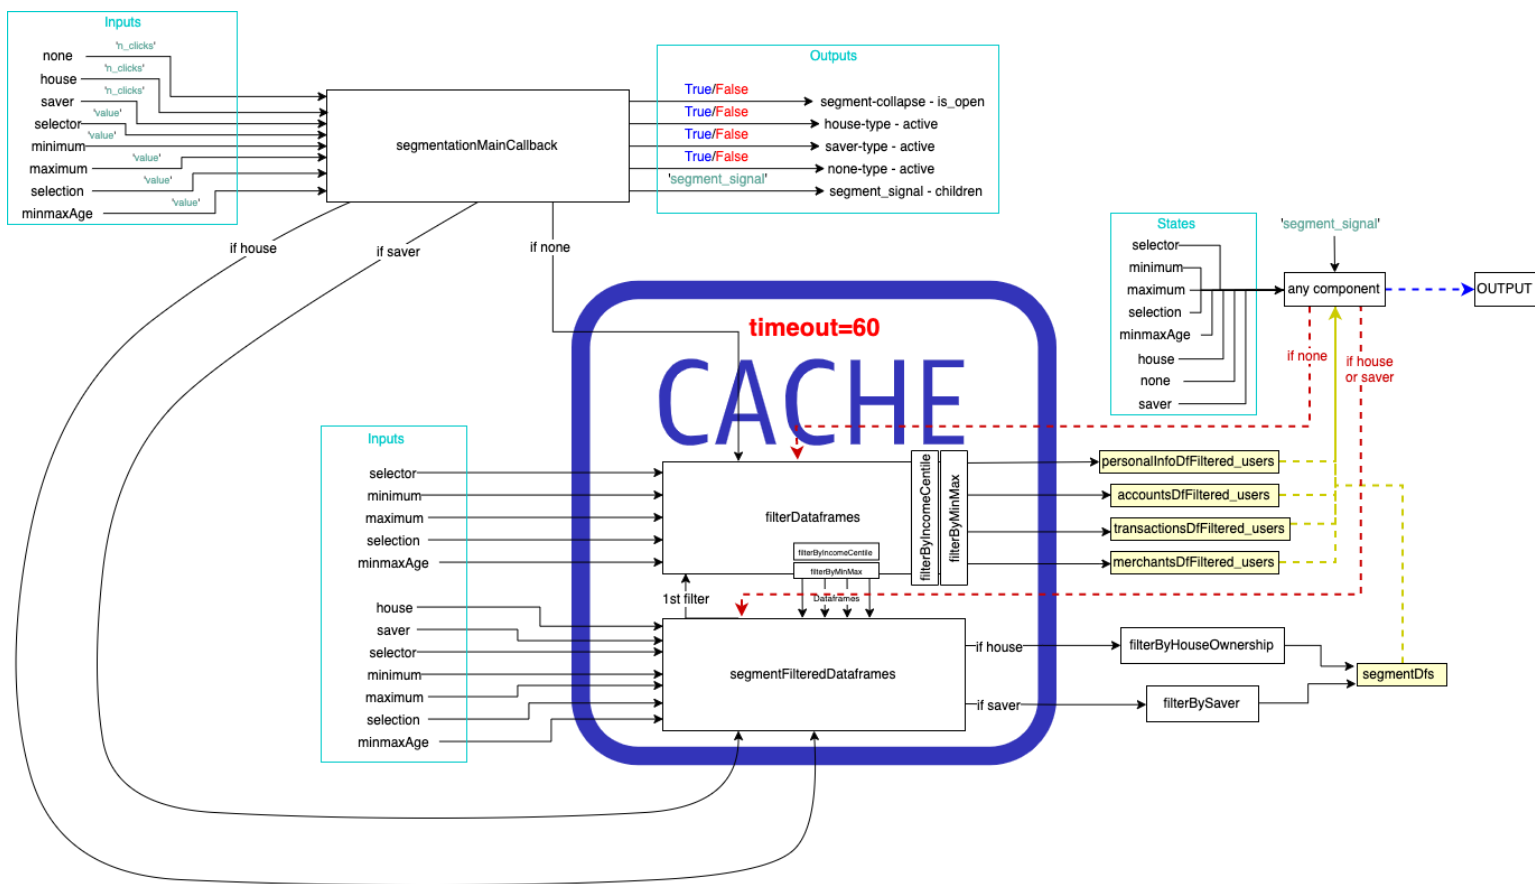 Inputs
none
'n_clicks'
house
'n_clicks'
saver
'n_clicks'
selector
'value'
minimum
'value'
maximum
'value'
selection
'value'
minmaxAge
'value'
segmentationMainCallback
Outputs
True/False
segment-collapse - is_open
True/False
house-type - active
True/False
saver-type - active
True/False
none-type - active
'segment_signal'
segment_signal - children
if house
if saver
if none
States
selector
minimum
maximum
selection
minmaxAge
house
none
saver
'segment_signal'
any component
OUTPUT
if none
if house
or saver
timeout=60
CACHE
Inputs
selector
minimum
maximum
selection
minmaxAge
house
saver
selector
minimum
maximum
selection
minmaxAge
filterDataframes
filterByIncomeCentile
filterByMinMax
filterByIncomeCentile
filterByMinMax
1st filter
Dataframes
segmentFilteredDataframes
personalInfoDfFiltered_users
accountsDfFiltered_users
transactionsDfFiltered_users
merchantsDfFiltered_users
if house
filterByHouseOwnership
if saver
filterBySaver
segmentDfs